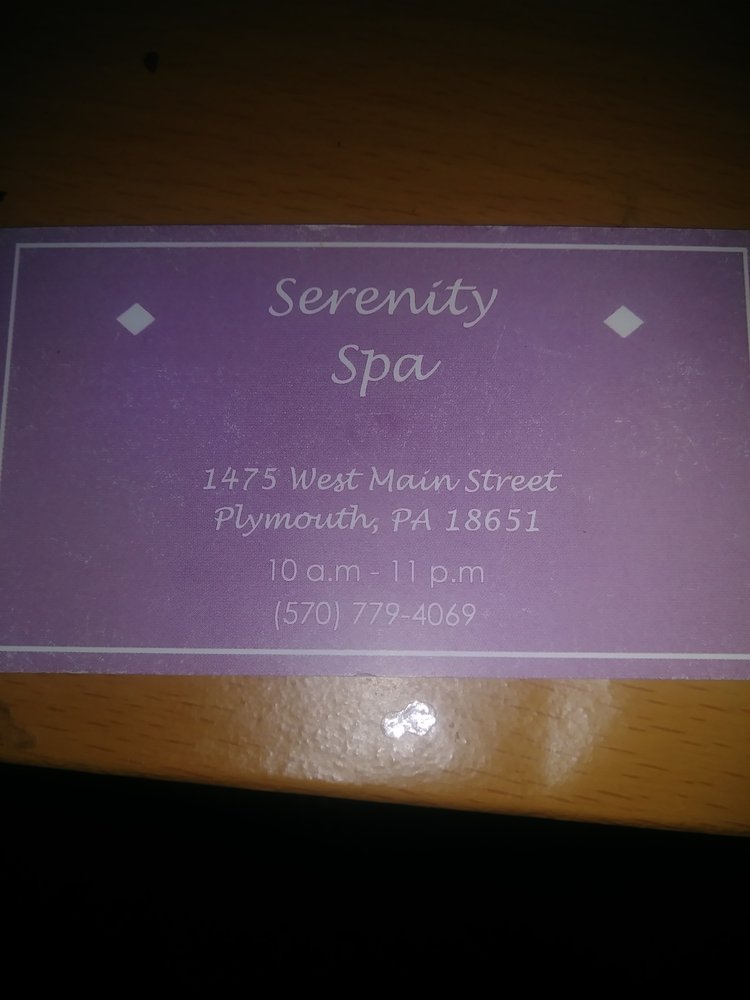 Serenity
Spa
1475 West Main Street
Plymouth, PA 18651
10 a.m - 11 p.m
(570) 779-4069